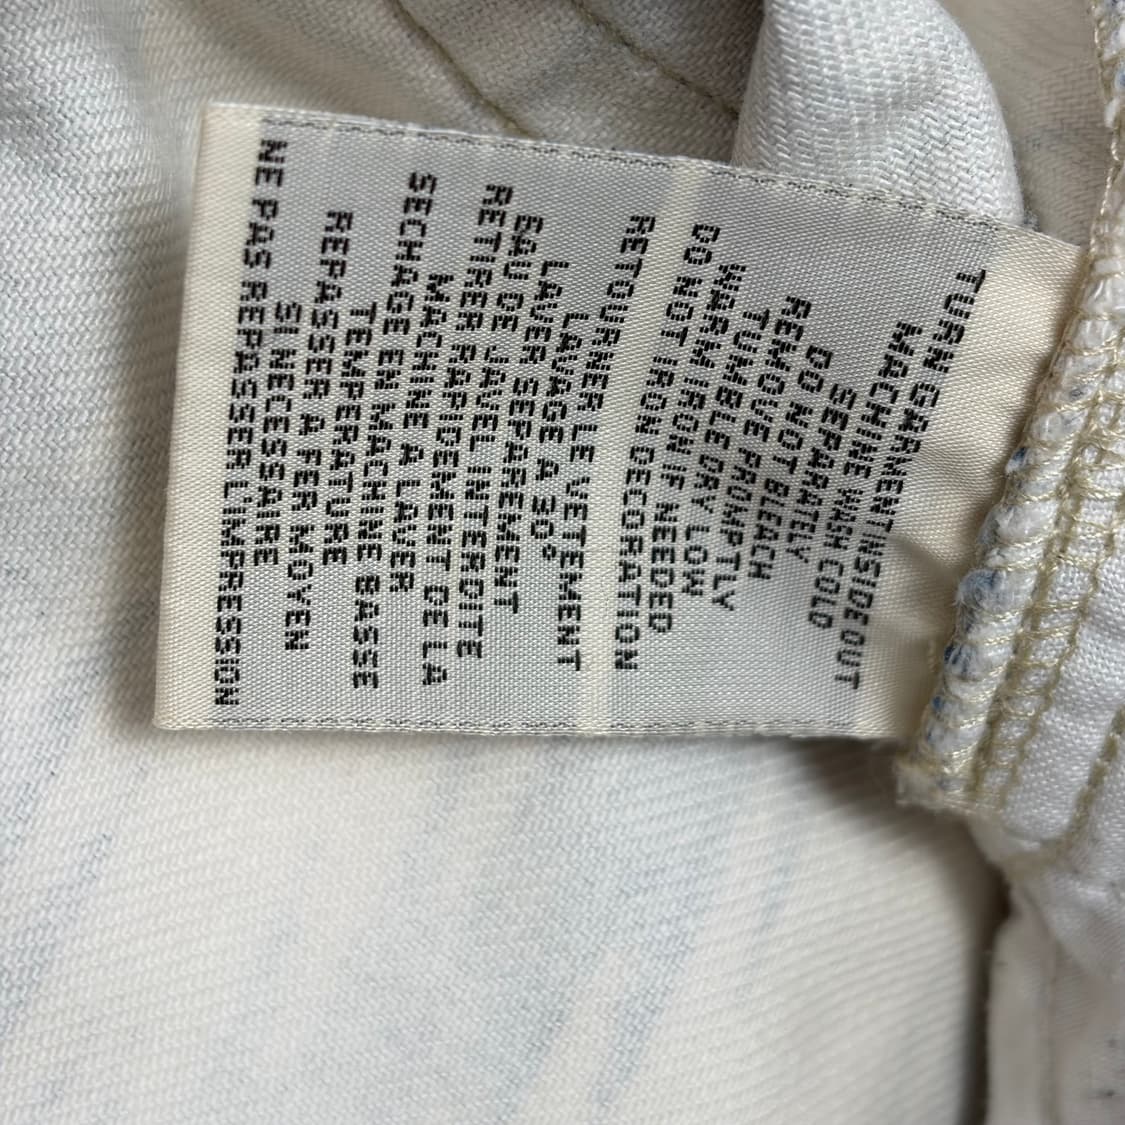 TURN GARMENT INSIDE OUT
MACHINE WASH COLD
SEPARATELY
DO NOT BLEACH
REMOVE PROMPTLY
TUMBLE DRY LOW
WARM IRON IF NEEDED
DO NOT IRON DECORATION
RETOURNER LE VETEMENT
LAVAGE A 30°
LAVER SEPAREMENT
EAU DE JAVEL INTERDITE
RETIRER RAPIDEMENT DE LA
MACHINE A LAVER
SECHAGE EN MACHINE BASSE
TEMPERATURE
REPASSER A FER MOYEN
SI NECESSAIRE
NE PAS REPASSER L'IMPRESSION